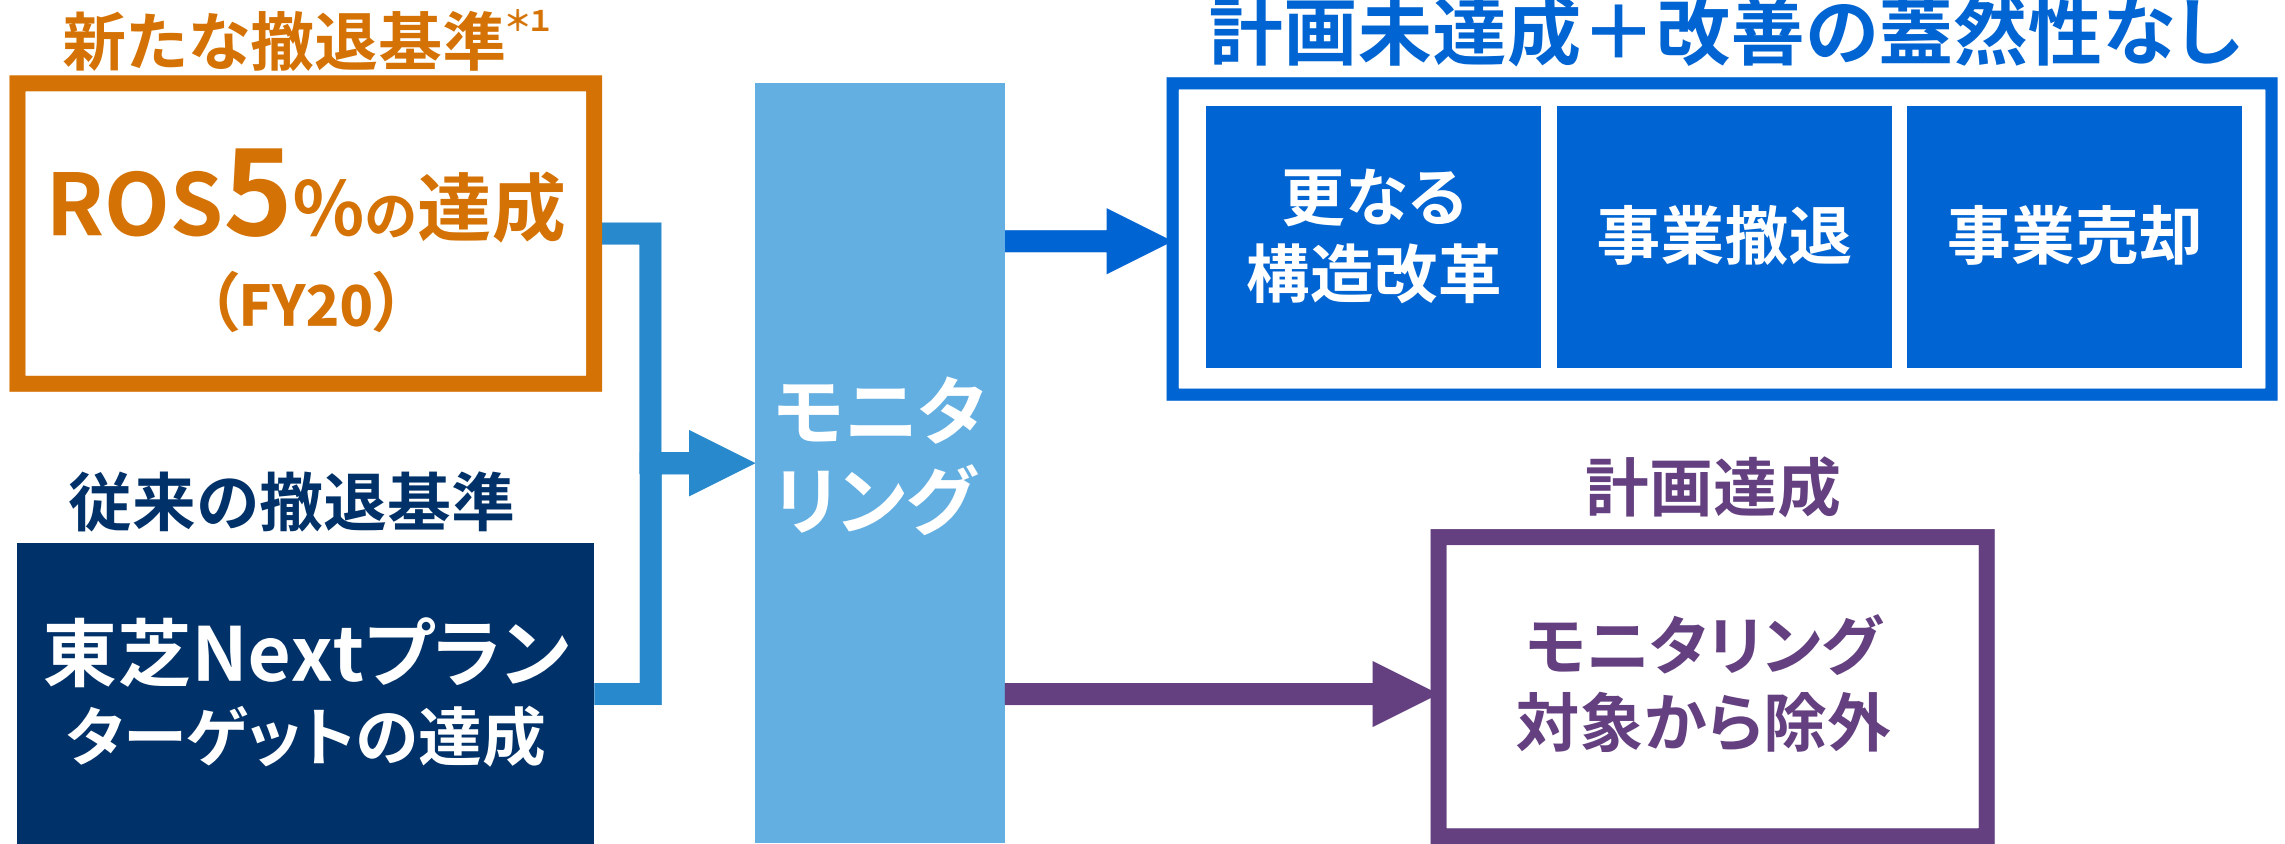 新たな撤退基準*1
ROS5%の達成
（FY20）
従来の撤退基準
東芝Nextプラン
ターゲットの達成
モニタ
リング
計画未達成＋改善の蓋然性なし
更なる
構造改革
事業撤退
事業売却
計画達成
モニタリング
対象から除外